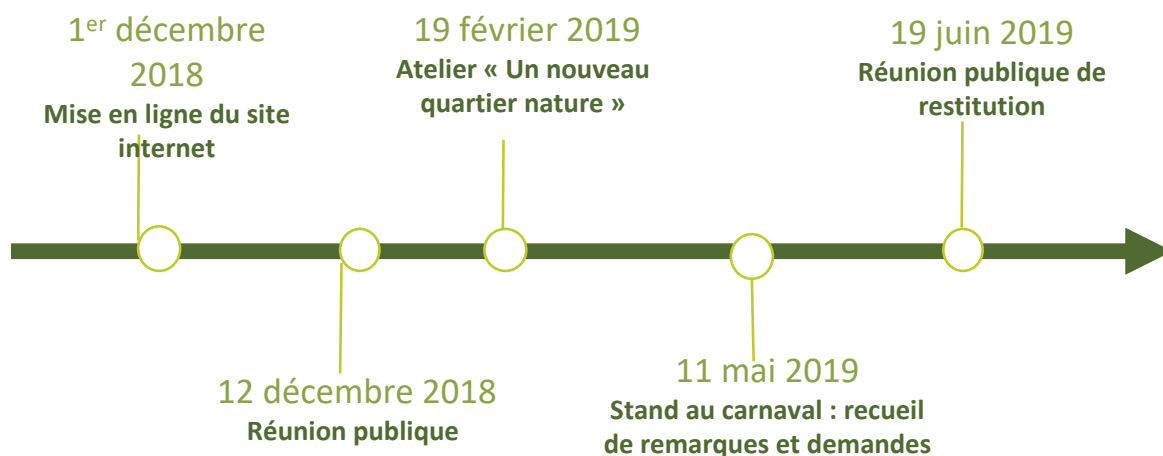 1er décembre
2018
Mise en ligne du site
internet
12 décembre 2018
Réunion publique
19 février 2019
Atelier « Un nouveau
quartier nature »
11 mai 2019
Stand au carnaval : recueil
de remarques et demandes
19 juin 2019
Réunion publique de
restitution